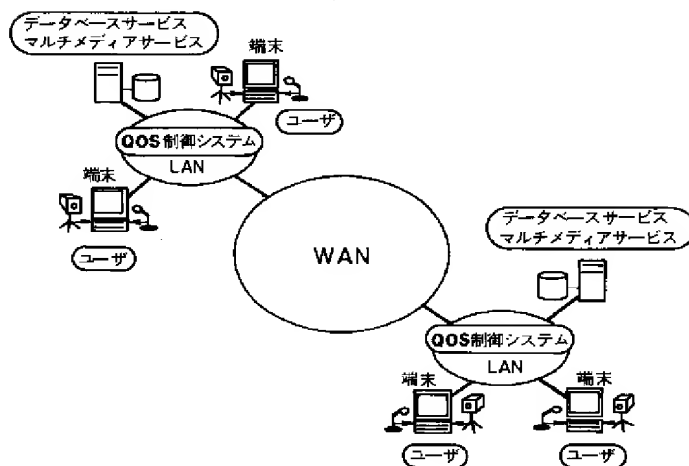 データベースサービス
マルチメディアサービス
端末
ユーザ
QOS制御システム
LAN
端末
ユーザ
WAN
データベースサービス
マルチメディアサービス
QOS制御システム
LAN
端末
端末
ユーザ
ユーザ